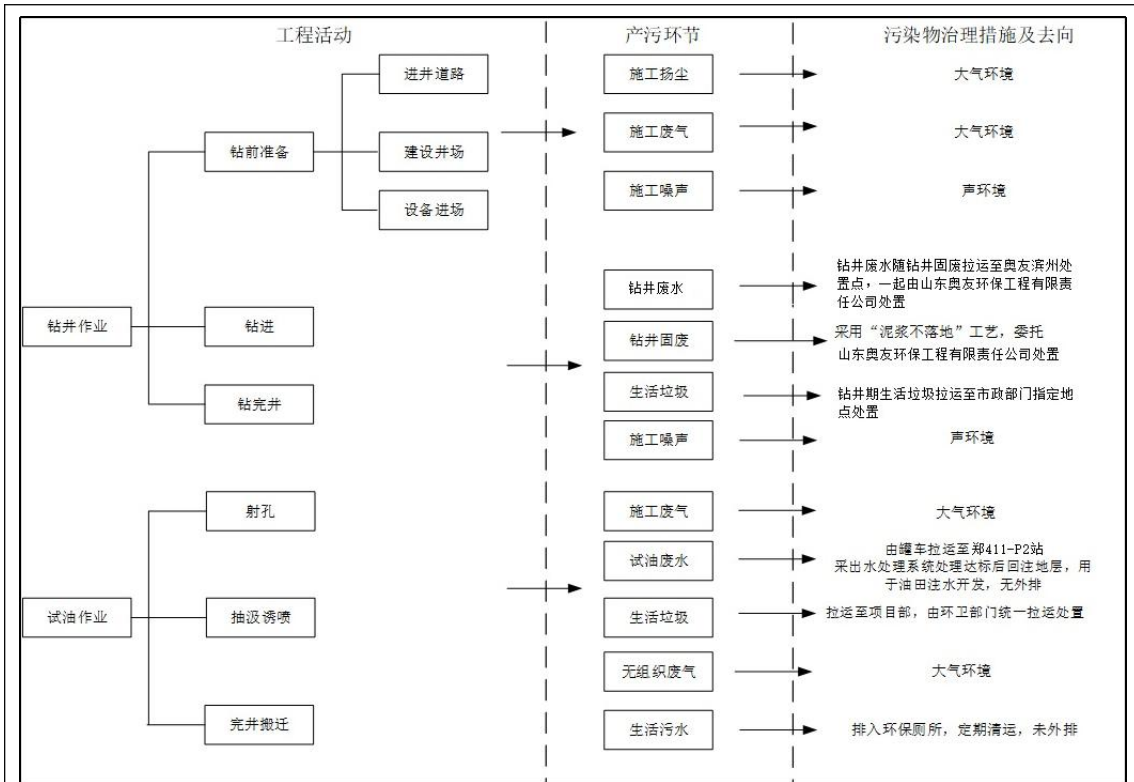 工程活动
产污环节
污染物治理措施及去向
进井道路
施工扬尘
大气环境
钻前准备
建设井场
施工废气
大气环境
设备进场
施工噪声
声环境
钻井作业
钻进
钻完井
钻井废水
钻井废水随钻井固废拉运至奥友滨州处
置点，一起由山东奥友环保工程有限责
任公司处置
钻井固废
采用“泥浆不落地”工艺，委托
山东奥友环保工程有限责任公司处置
生活垃圾
钻井期生活垃圾拉运至市政部门指定地
点处置
施工噪声
声环境
试油作业
射孔
抽汲诱喷
完井搬迁
施工废气
大气环境
试油废水
由罐车拉运至郑411-P2站
采出水处理系统处理达标后回注地层，用
于油田注水开发，无外排
生活垃圾
拉运至项目部，由环卫部门统一拉运处置
无组织废气
大气环境
生活污水
排入环保厕所，定期清运，未外排